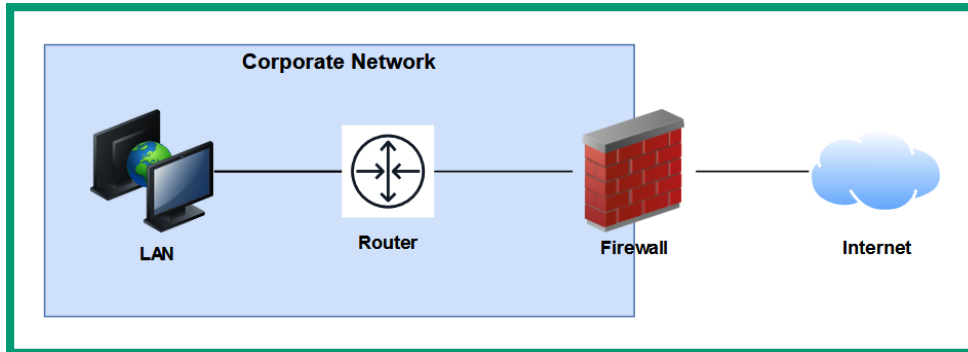 Corporate Network
LAN
Router
Firewall
Internet